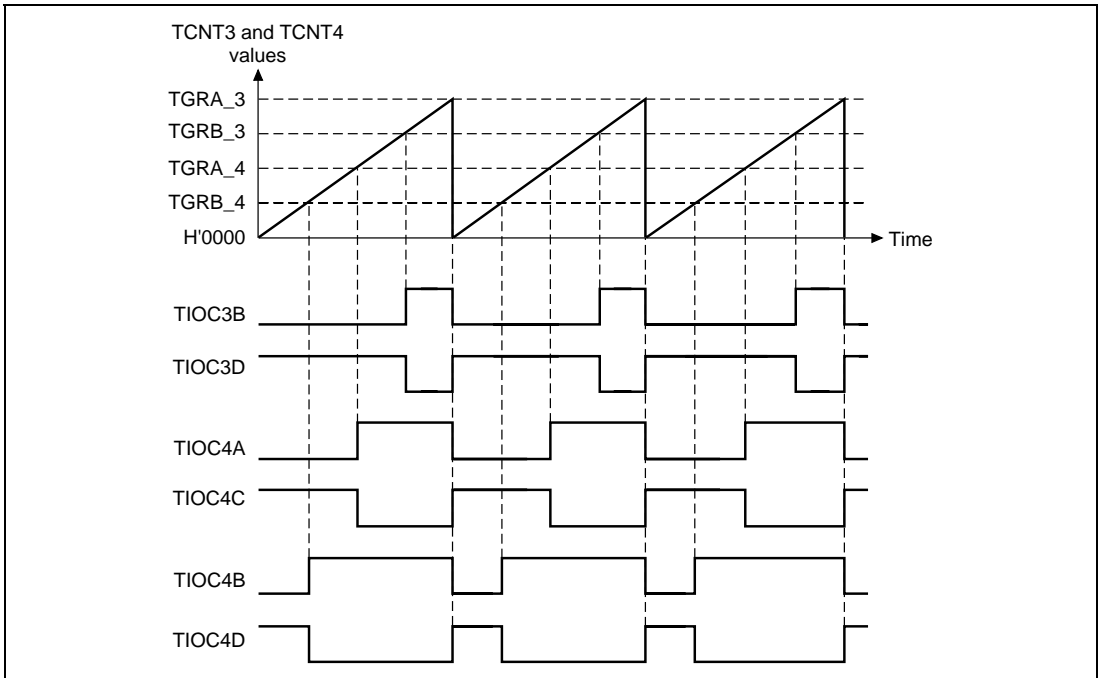 TCNT3 and TCNT4
values
TGRA_3
TGRB_3
TGRA_4
TGRB_4
H'0000
Time
TIOC3B
TIOC3D
TIOC4A
TIOC4C
TIOC4B
TIOC4D